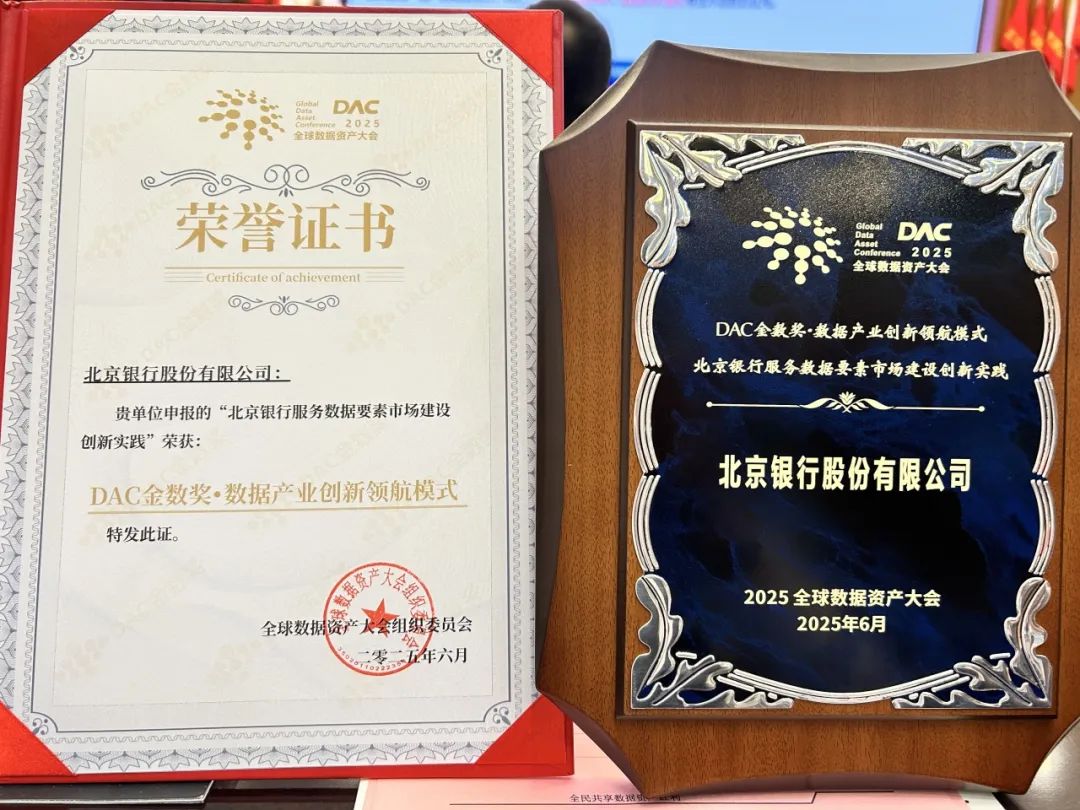 Global
Data
Asset
Conference
DAC
2025
全球数据资产大会
荣誉证书
Certificate of achievement
北京银行股份有限公司：
贵单位申报的“北京银行服务数据要素市场建设
创新实践”荣获：
DAC金数奖·数据产业创新领航模式
特发此证。
全球数据资产大会组织委员会
二零二五年六月
Global
Data
Asset
Conference
DAC
2025
全球数据资产大会
DAC金数奖·数据产业创新领航模式
北京银行服务数据要素市场建设创新实践
北京银行股份有限公司
2025 全球数据资产大会
2025年6月
全民共享数据